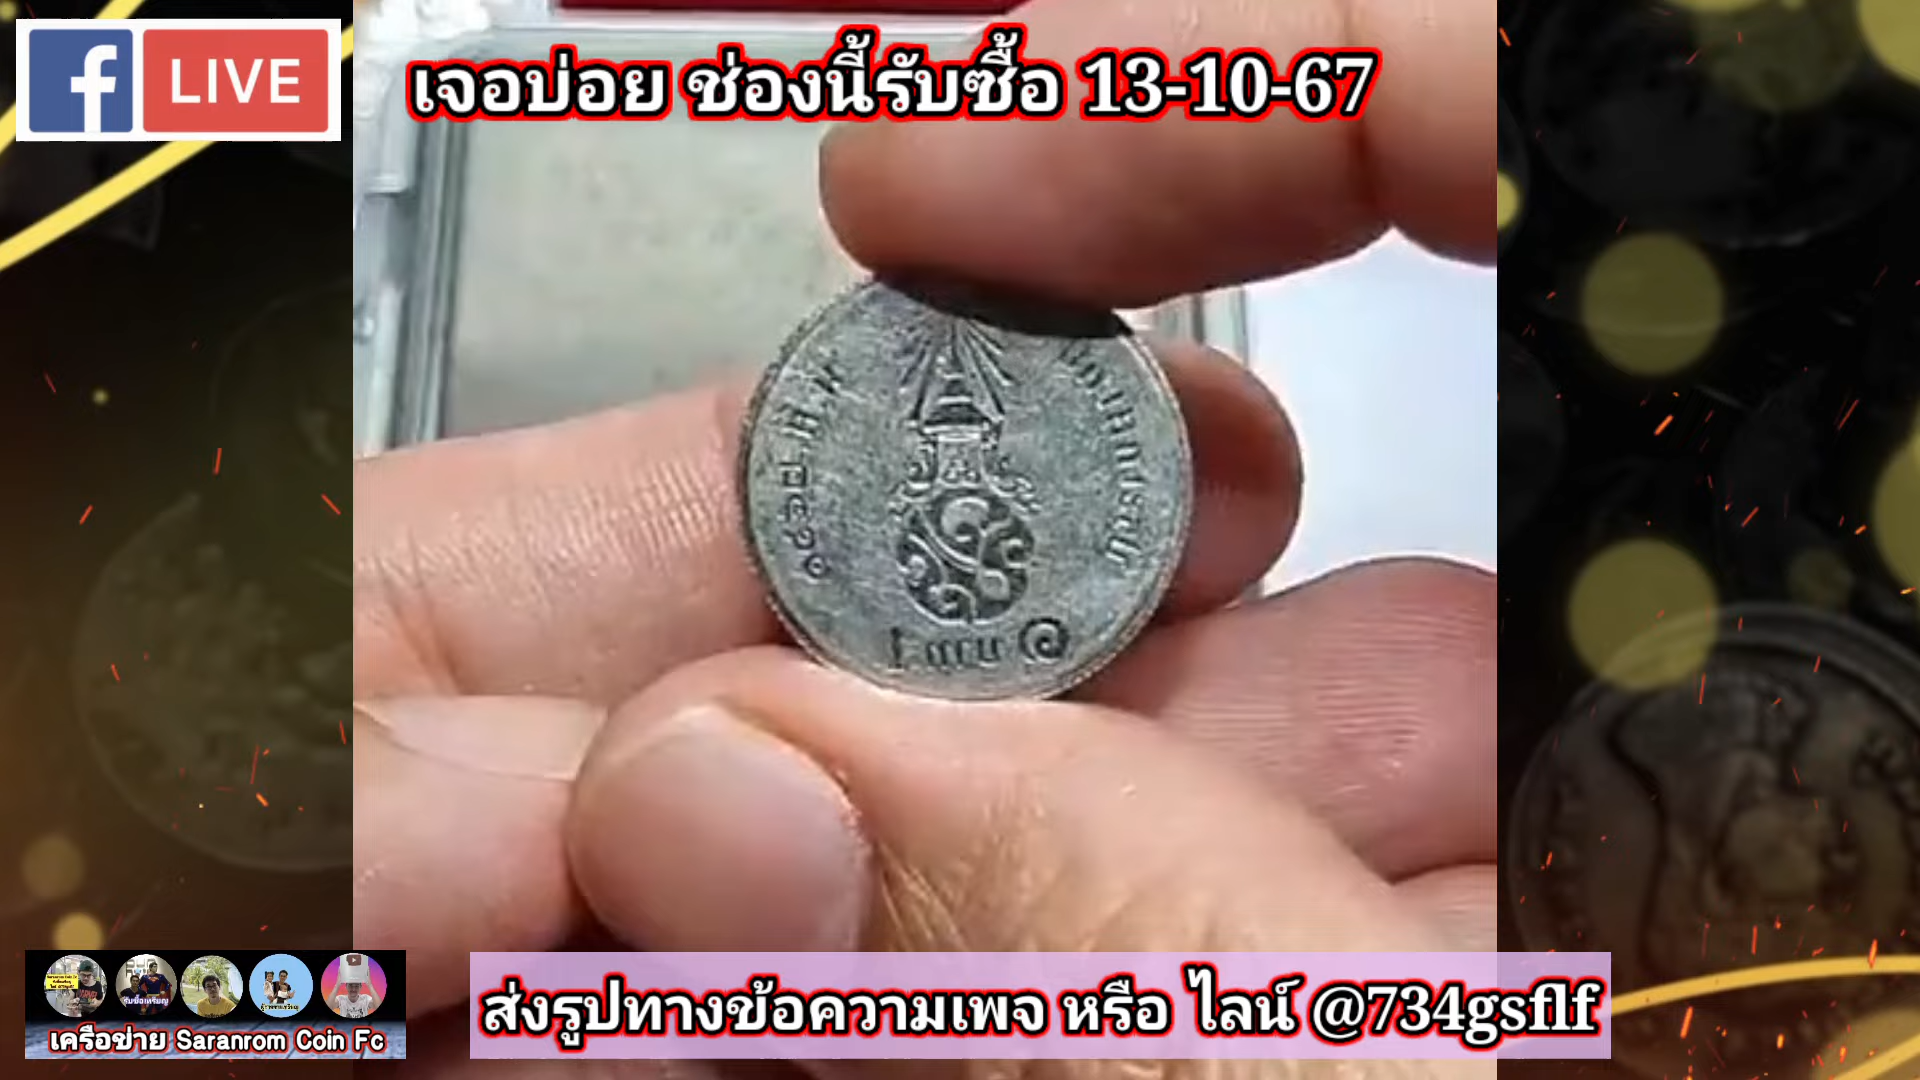 LIVE
เจอบ่อย ช่องนี้รับซื้อ 13-10-67
๑ บาท
เครือข่าย Saranrom Coin Fc
ส่งรูปทางข้อความเพจ หรือ ไลน์ @734gsflf